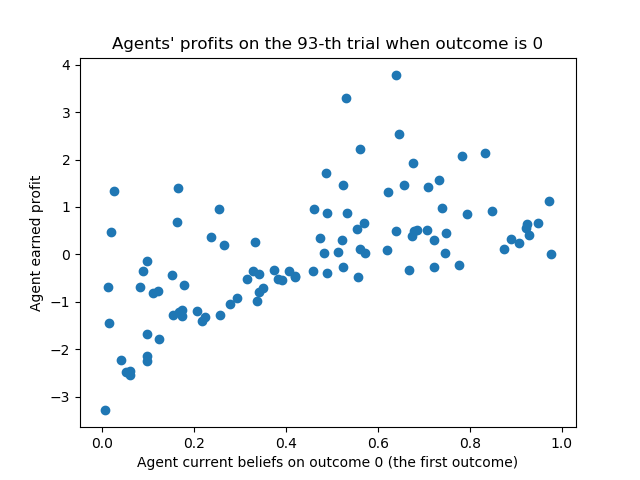 Agents' profits on the 93-th trial when outcome is 0
Agent earned profit
4
3
2
1
0
−1
−2
−3
0.0 0.2 0.4 0.6 0.8 1.0
Agent current beliefs on outcome 0 (the first outcome)